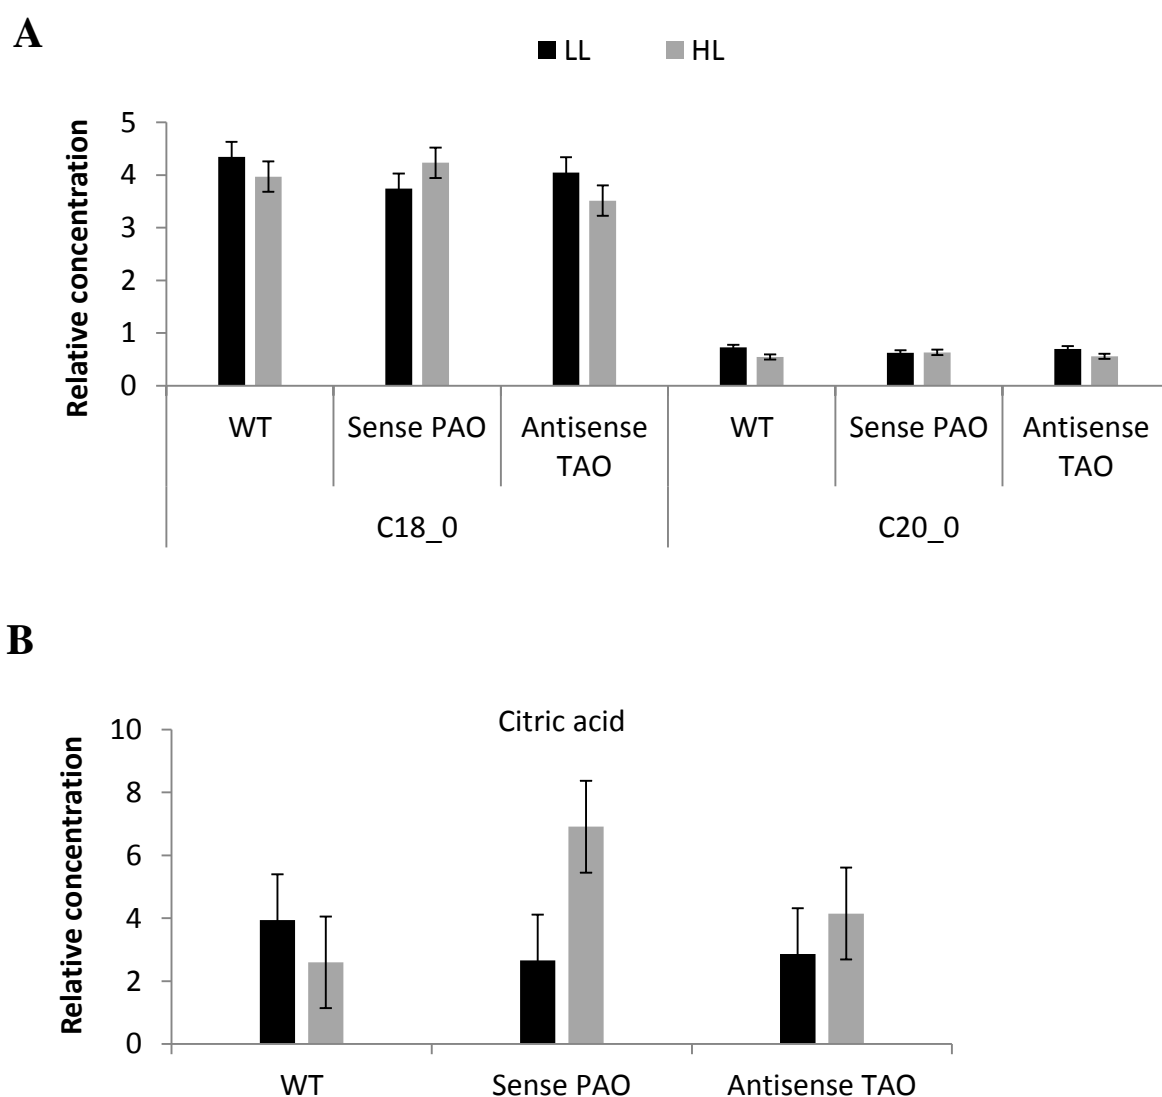 A
LL HL
Relative concentration
5
4
3
2
1
0
WT Sense PAO Antisense TAO WT Sense PAO Antisense TAO
C18_0 C20_0
B
Citric acid
Relative concentration
10
8
6
4
2
0
WT Sense PAO Antisense TAO